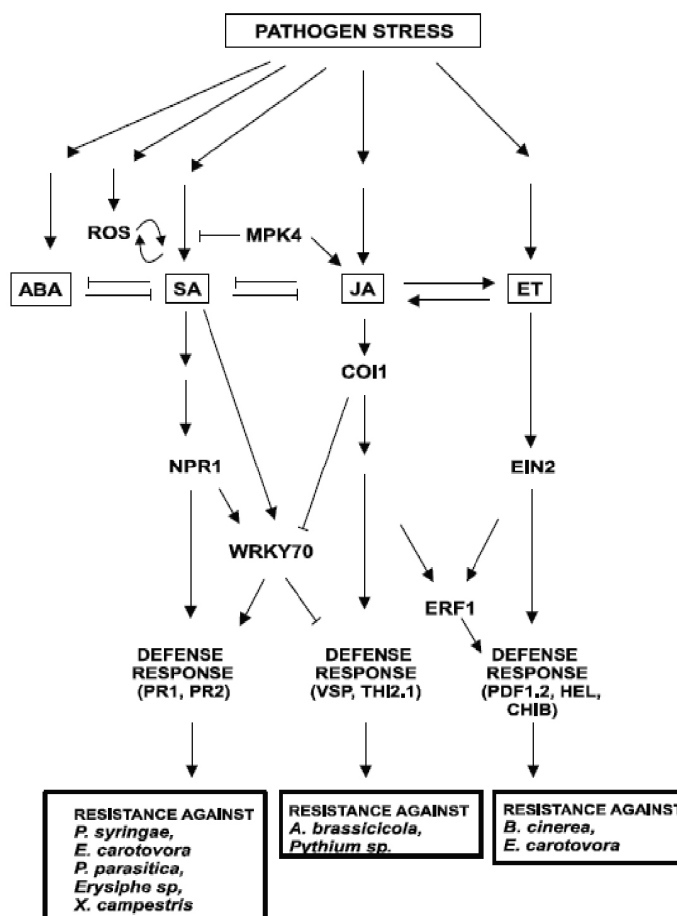 PATHOGEN STRESS
ROS
MPK4
ABA
SA
JA
ET
COI1
NPR1
EIN2
WRKY70
ERF1
DEFENSE
RESPONSE
(PR1, PR2)
DEFENSE
RESPONSE
(VSP, THI2.1)
DEFENSE
RESPONSE
(PDF1.2, HEL,
CHIB)
RESISTANCE AGAINST
P. syringae,
E. carotovora
P. parasitica,
Erysiphe sp,
X. campestris
RESISTANCE AGAINST
A. brassicicola,
Pythium sp.
RESISTANCE AGAINST
B. cinerea,
E. carotovora